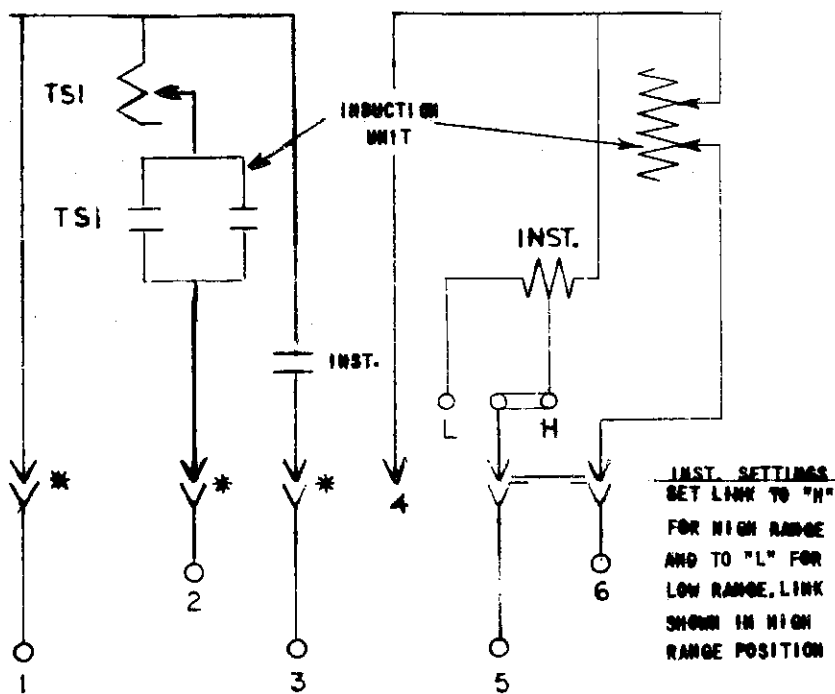 TSI
INDUCTION
UNIT
TSI
INST.
INST.
L
H
*
*
*
4
INST. SETTINGS
SET LINK TO "H"
FOR HIGH RANGE
AND TO "L" FOR
LOW RANGE. LINK
SHOWN IN HIGH
RANGE POSITION
2
6
1
3
5